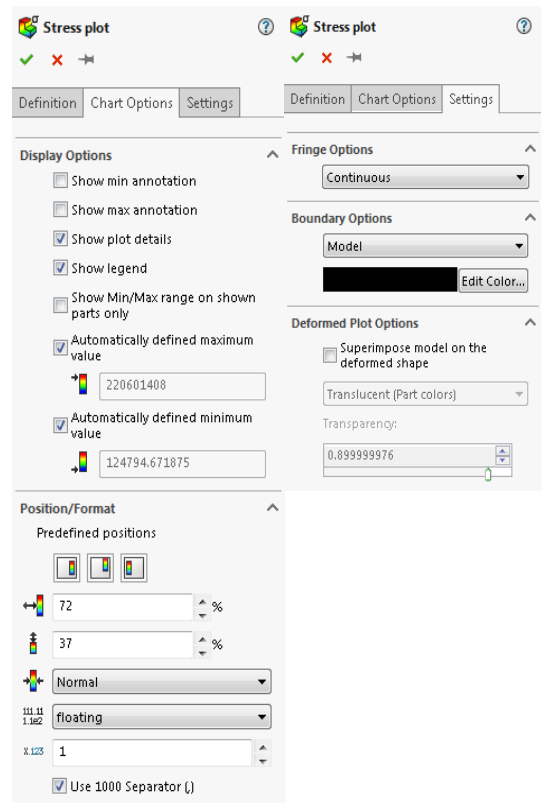 Stress plot
Definition Chart Options Settings
Display Options
Show min annotation
Show max annotation
Show plot details
Show legend
Show Min/Max range on shown
parts only
Automatically defined maximum
value
220601408
Automatically defined minimum
value
124794.671875
Position/Format
Predefined positions
72 %
37 %
Normal
111.11
1.1e2
floating
x.123 1
Use 1000 Separator (,)
Stress plot
Definition Chart Options Settings
Fringe Options
Continuous
Boundary Options
Model
Edit Color...
Deformed Plot Options
Superimpose model on the
deformed shape
Translucent (Part colors)
Transparency:
0.899999976